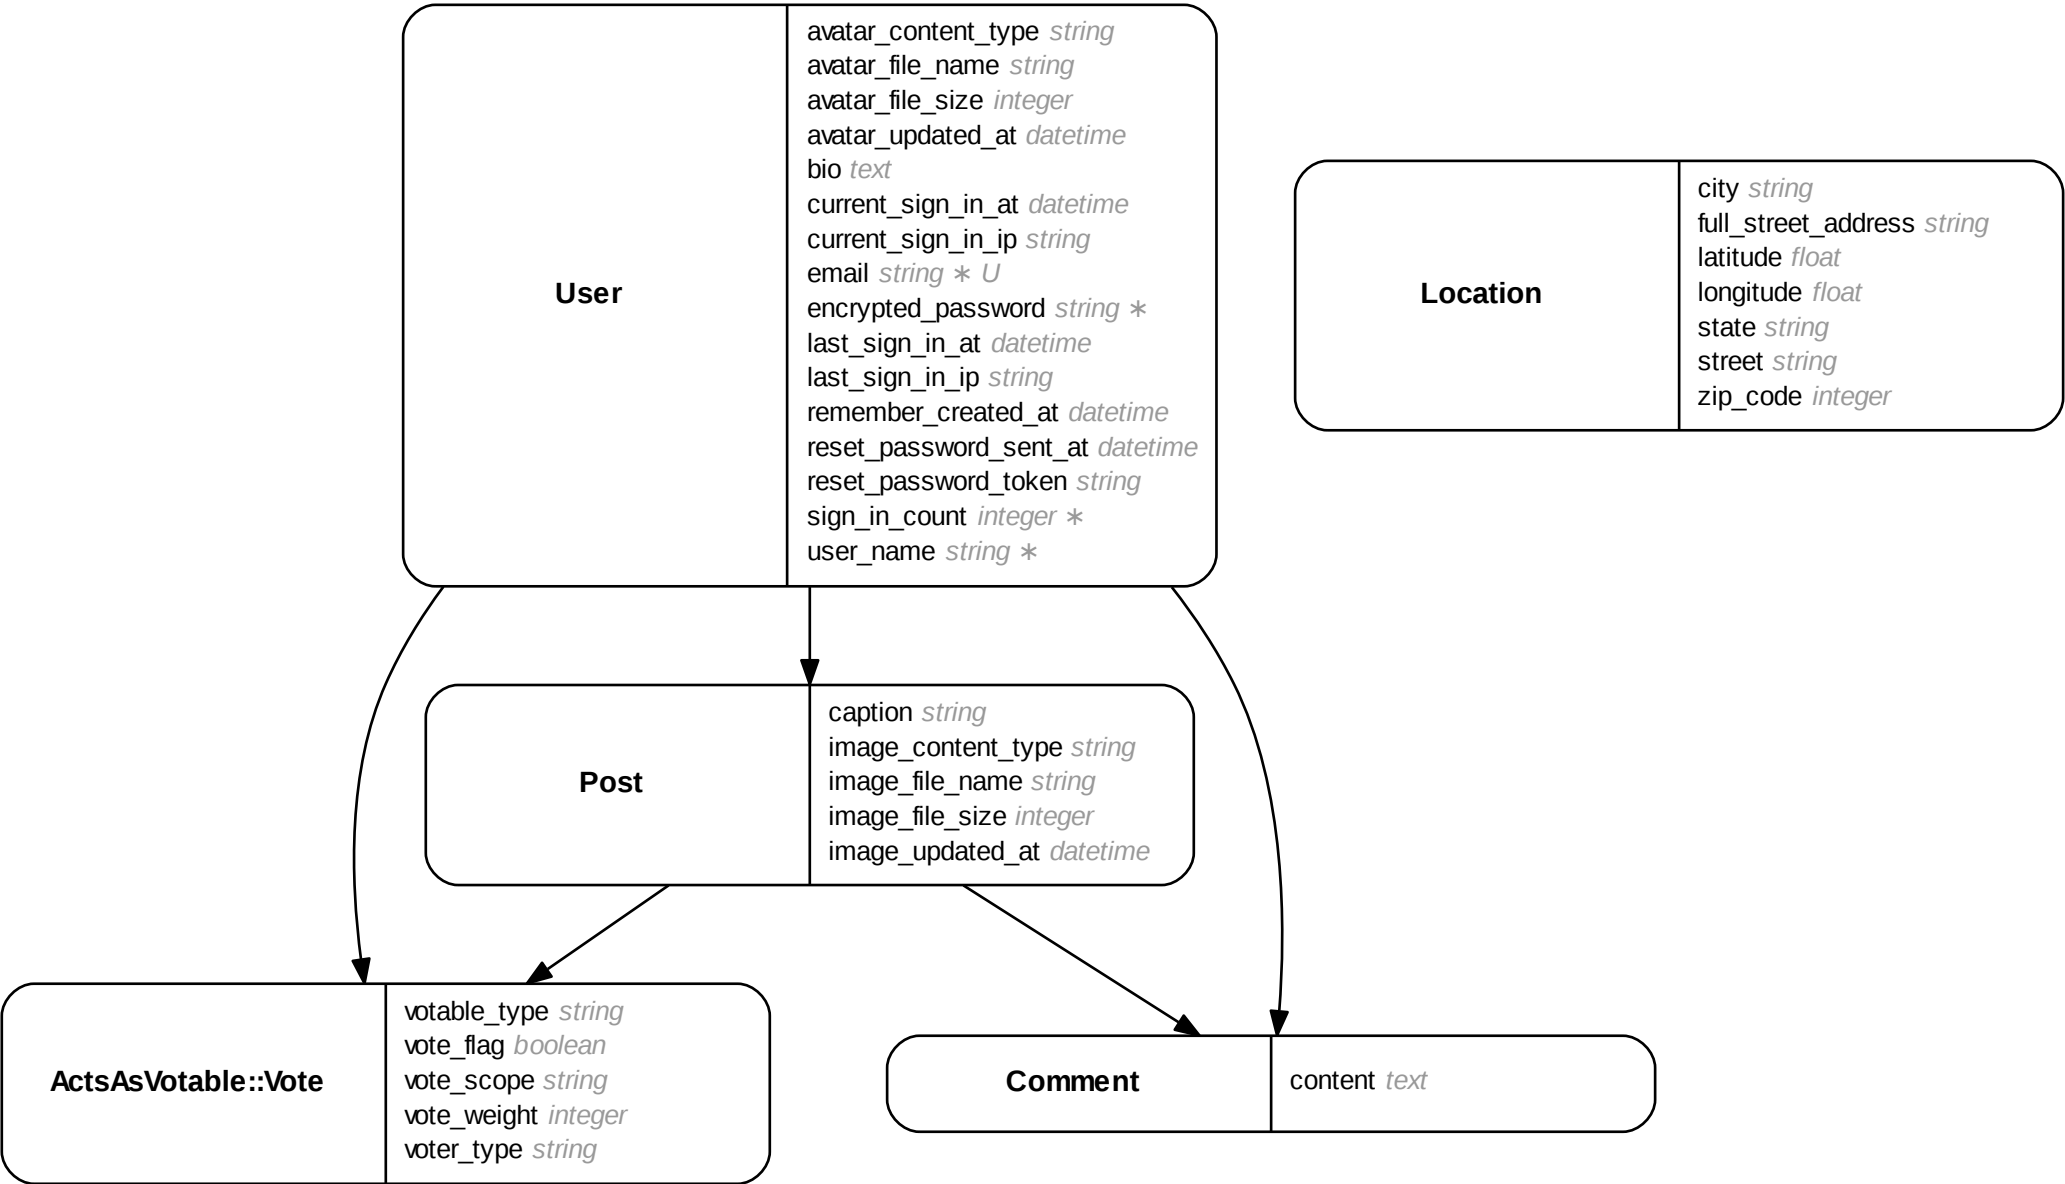 User
avatar_content_type string
avatar_file_name string
avatar_file_size integer
avatar_updated_at datetime
bio text
current_sign_in_at datetime
current_sign_in_ip string
email string ∗ U
encrypted_password string ∗
last_sign_in_at datetime
last_sign_in_ip string
remember_created_at datetime
reset_password_sent_at datetime
reset_password_token string
sign_in_count integer ∗
user_name string ∗
Location
city string
full_street_address string
latitude float
longitude float
state string
street string
zip_code integer
Post
caption string
image_content_type string
image_file_name string
image_file_size integer
image_updated_at datetime
ActsAsVotable::Vote
votable_type string
vote_flag boolean
vote_scope string
vote_weight integer
voter_type string
Comment
content text